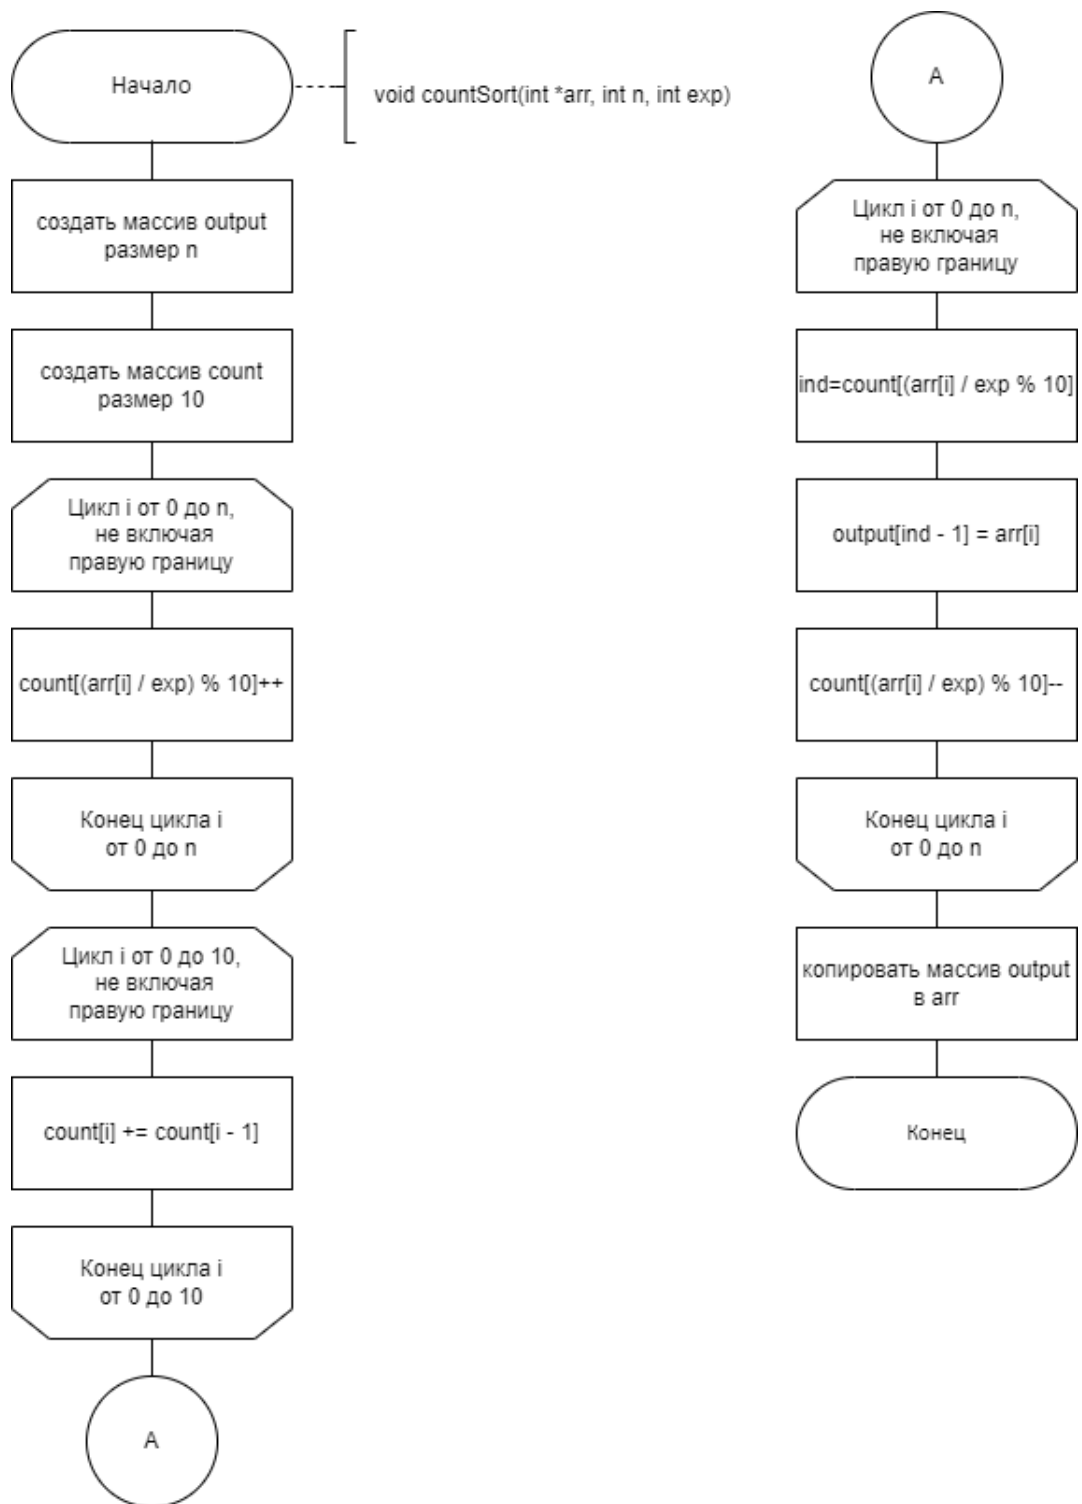 Начало
void countSort(int *arr, int n, int exp)
создать массив output
размер n
создать массив count
размер 10
Цикл i от 0 до n,
не включая
правую границу
count[(arr[i] / exp) % 10]++
Конец цикла i
от 0 до n
Цикл i от 0 до 10,
не включая
правую границу
count[i] += count[i - 1]
Конец цикла i
от 0 до 10
A
A
Цикл i от 0 до n,
не включая
правую границу
ind=count[(arr[i] / exp % 10]
output[ind - 1] = arr[i]
count[(arr[i] / exp) % 10]--
Конец цикла i
от 0 до n
копировать массив output
в arr
Конец